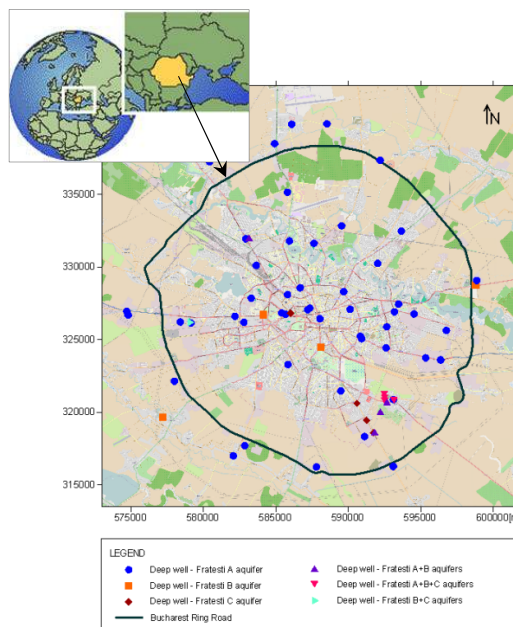 N
335000
330000
325000
320000
315000
575000 580000 585000 590000 595000 600000
LEGEND
Deep well - Fratesti A aquifer
Deep well - Fratesti A+B aquifers
Deep well - Fratesti B aquifer
Deep well - Fratesti A+B+C aquifers
Deep well - Fratesti C aquifer
Deep well - Fratesti B+C aquifers
Bucharest Ring Road